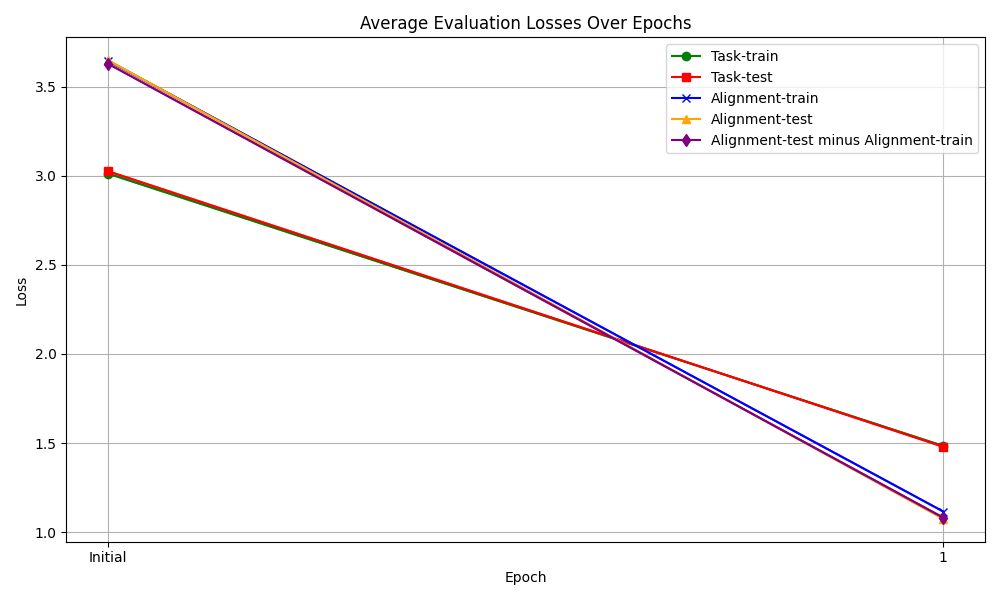 Average Evaluation Losses Over Epochs
Task-train
Task-test
Alignment-train
Alignment-test
Alignment-test minus Alignment-train
3.5
3.0
2.5
2.0
1.5
1.0
Loss
Initial
1
Epoch